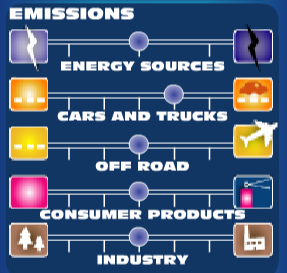 EMISSIONS
ENERGY SOURCES
CARS AND TRUCKS
OFF ROAD
CONSUMER PRODUCTS
INDUSTRY